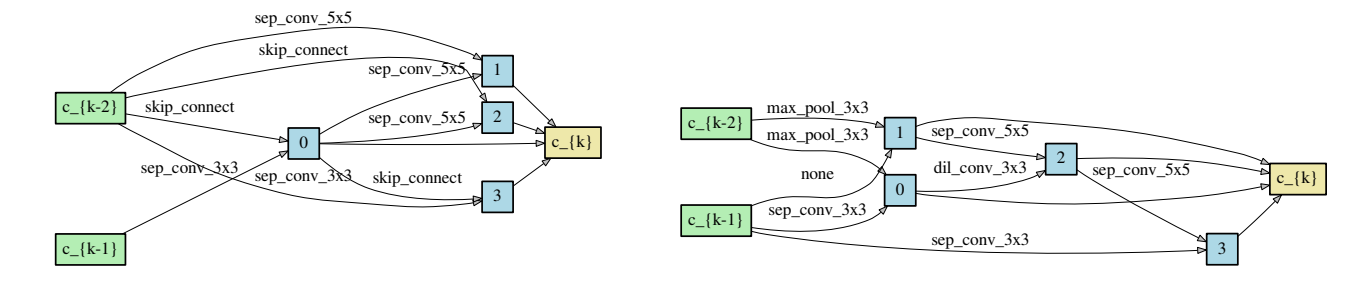 sep_conv_5x5
skip_connect
sep_conv_5x5
1
c_{k-2}
skip_connect
sep_conv_5x5
2
0
c_{k}
sep_conv_3x3
sep_conv_3x3
skip_connect
3
c_{k-1}
c_{k-2}
max_pool_3x3
max_pool_3x3
1
sep_conv_5x5
2
none
0
dil_conv_3x3
sep_conv_5x5
c_{k}
c_{k-1}
sep_conv_3x3
sep_conv_3x3
3